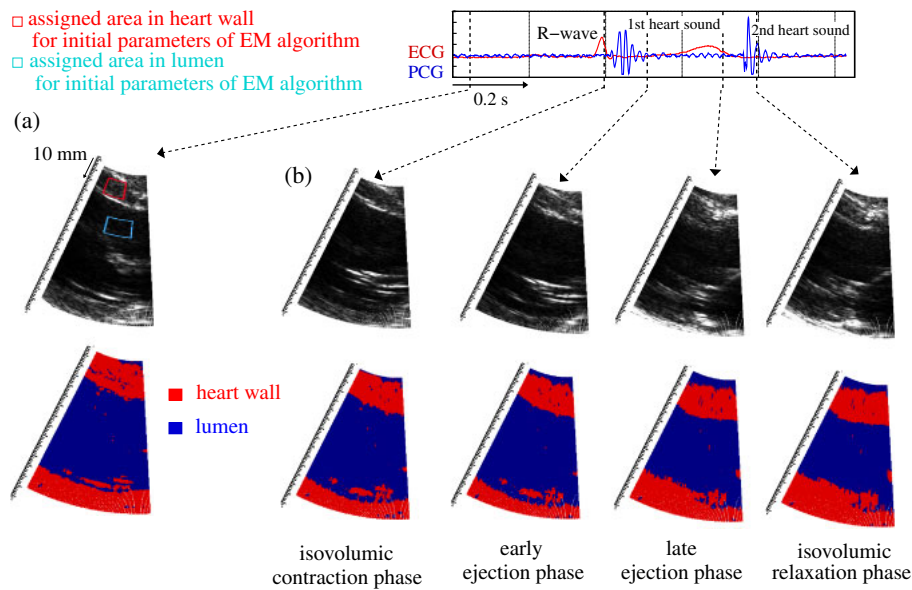 □ assigned area in heart wall
for initial parameters of EM algorithm
□ assigned area in lumen
for initial parameters of EM algorithm
R−wave
1st heart sound
2nd heart sound
ECG
PCG
0.2 s
(a)
10 mm
(b)
heart wall
lumen
isovolumic
contraction phase
early
ejection phase
late
ejection phase
isovolumic
relaxation phase